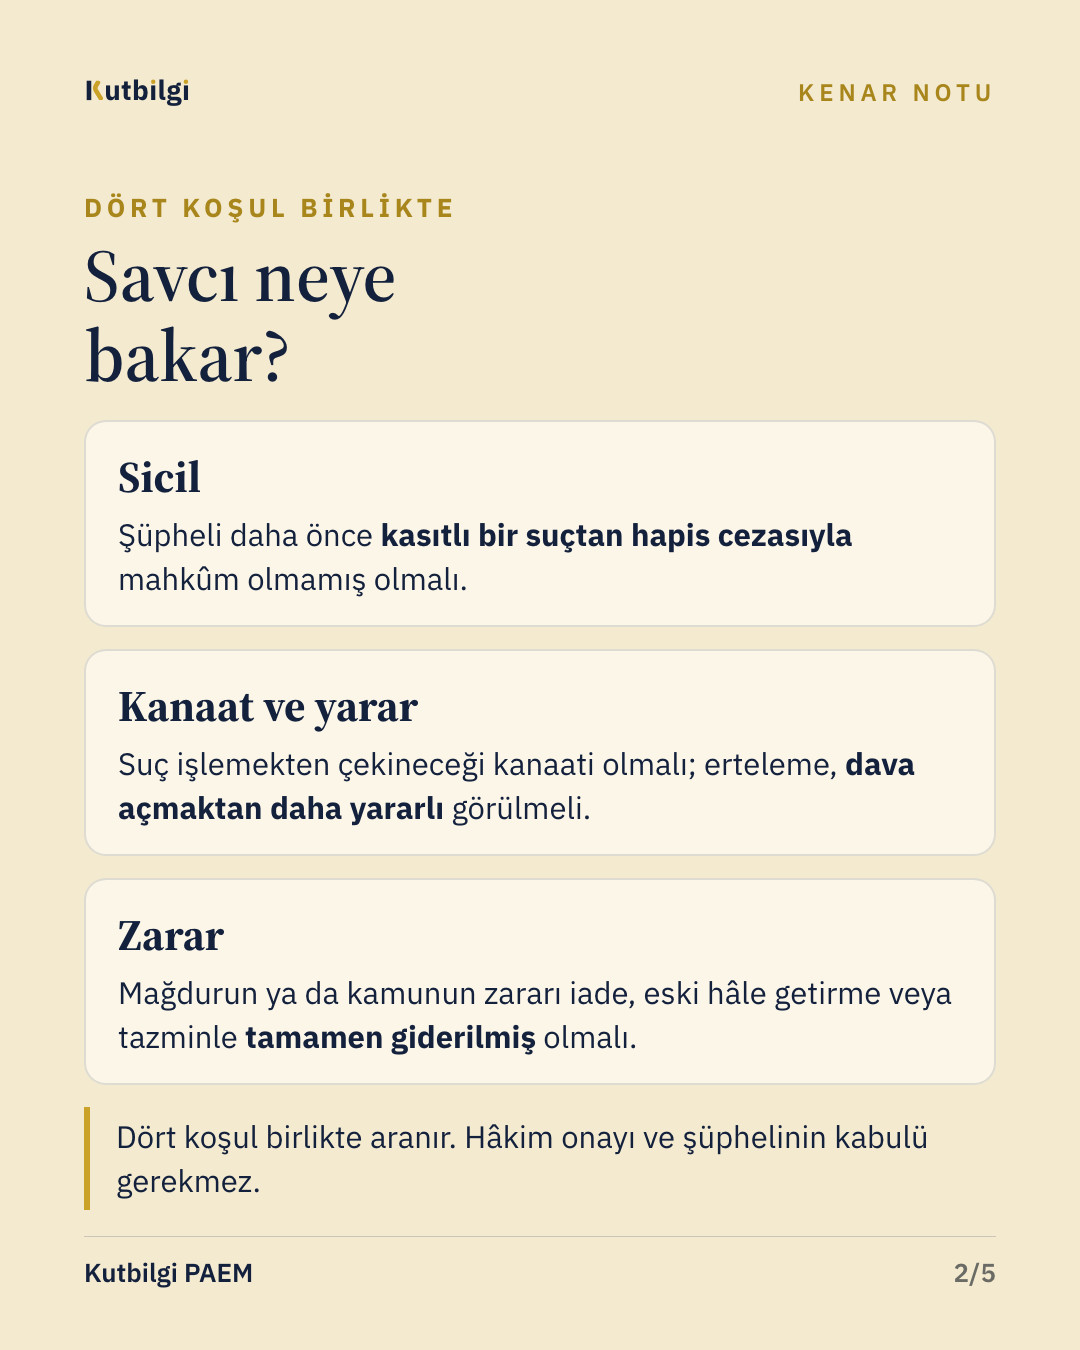 Kutbilgi
KENAR NOTU
DÖRT KOŞUL BİRLİKTE
Savcı neye
bakar?
Sicil
Şüpheli daha önce kasıtlı bir suçtan hapis cezasıyla
mahkûm olmamış olmalı.
Kanaat ve yarar
Suç işlemekten çekineceği kanaati olmalı; erteleme, dava
açmaktan daha yararlı görülmeli.
Zarar
Mağdurun ya da kamunun zararı iade, eski hâle getirme veya
tazminle tamamen giderilmiş olmalı.
Dört koşul birlikte aranır. Hâkim onayı ve şüphelinin kabulü
gerekmez.
Kutbilgi PAEM
2/5